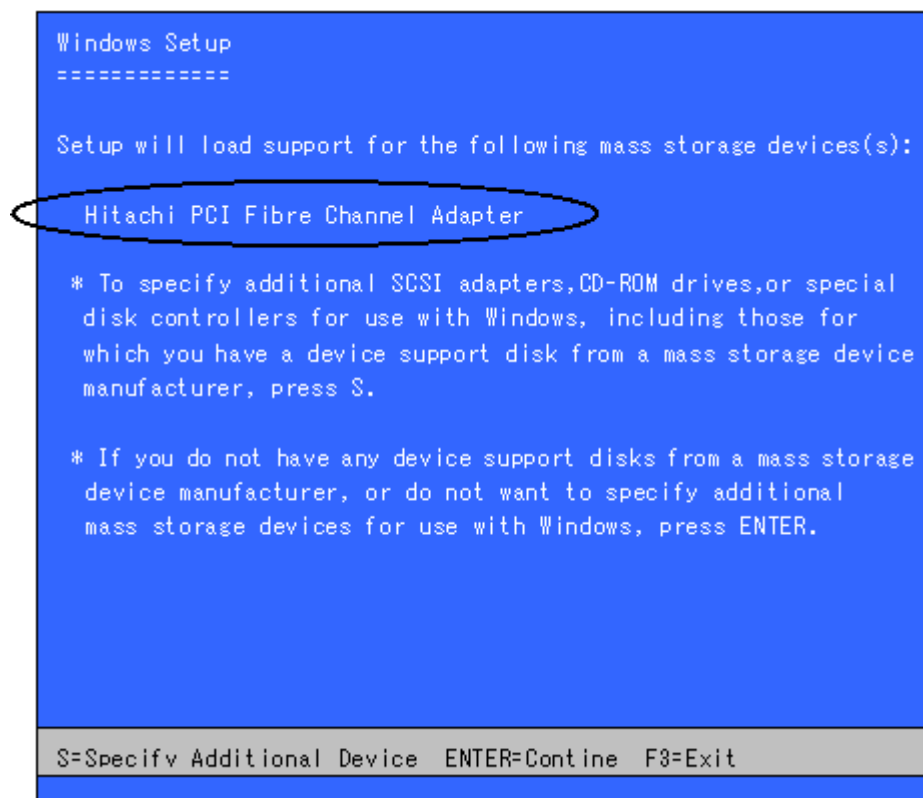 Windows Setup
=============
Setup will load support for the following mass storage devices(s):
Hitachi PCI Fibre Channel Adapter
* To specify additional SCSI adapters,CD-ROM drives,or special
disk controllers for use with Windows, including those for
which you have a device support disk from a mass storage device
manufacturer, press S.
* If you do not have any device support disks from a mass storage
device manufacturer, or do not want to specify additional
mass storage devices for use with Windows, press ENTER.
S=Specify Additional Device ENTER=Contine F3=Exit